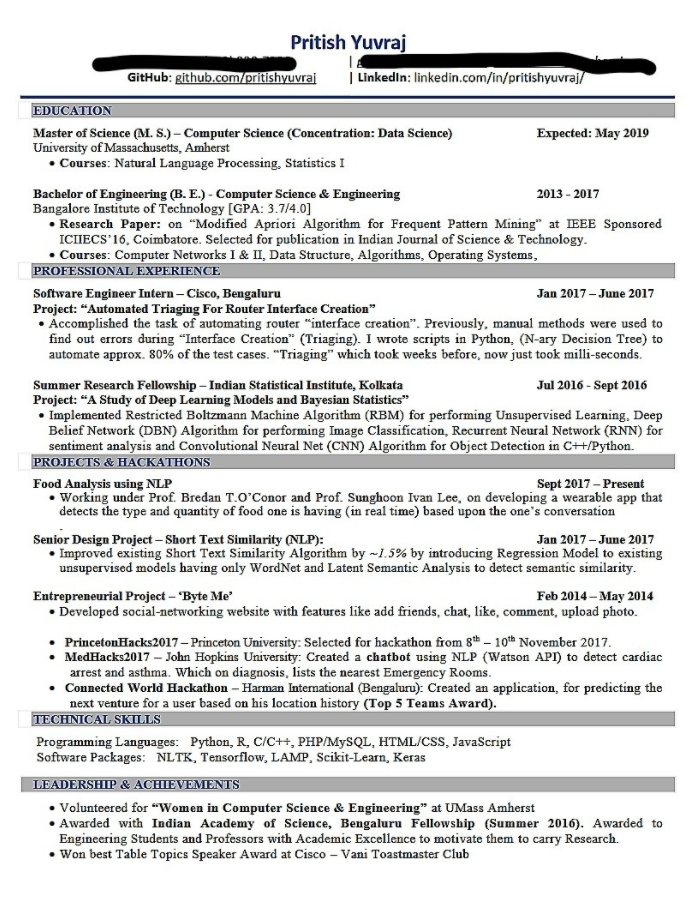 Pritish Yuvraj
GitHub: github.com/pritishyuvraj | LinkedIn: linkedin.com/in/pritishyuvraj/
EDUCATION
Master of Science (M. S.) – Computer Science (Concentration: Data Science) Expected: May 2019
University of Massachusetts, Amherst
• Courses: Natural Language Processing, Statistics I
Bachelor of Engineering (B. E.) - Computer Science & Engineering 2013 - 2017
Bangalore Institute of Technology [GPA: 3.7/4.0]
• Research Paper: on “Modified Apriori Algorithm for Frequent Pattern Mining” at IEEE Sponsored
ICIIECS’16, Coimbatore. Selected for publication in Indian Journal of Science & Technology.
• Courses: Computer Networks I & II, Data Structure, Algorithms, Operating Systems,
PROFESSIONAL EXPERIENCE
Software Engineer Intern – Cisco, Bengaluru Jan 2017 – June 2017
Project: “Automated Triaging For Router Interface Creation”
• Accomplished the task of automating router “interface creation”. Previously, manual methods were used to
find out errors during “Interface Creation” (Triaging). I wrote scripts in Python, (N-ary Decision Tree) to
automate approx. 80% of the test cases. “Triaging” which took weeks before, now just took milli-seconds.
Summer Research Fellowship – Indian Statistical Institute, Kolkata Jul 2016 - Sept 2016
Project: “A Study of Deep Learning Models and Bayesian Statistics”
• Implemented Restricted Boltzmann Machine Algorithm (RBM) for performing Unsupervised Learning, Deep
Belief Network (DBN) Algorithm for performing Image Classification, Recurrent Neural Network (RNN) for
sentiment analysis and Convolutional Neural Net (CNN) Algorithm for Object Detection in C++/Python.
PROJECTS & HACKATHONS
Food Analysis using NLP Sept 2017 – Present
• Working under Prof. Bredan T.O’Conor and Prof. Sunghoon Ivan Lee, on developing a wearable app that
detects the type and quantity of food one is having (in real time) based upon the one’s conversation
.
Senior Design Project – Short Text Similarity (NLP): Jan 2017 – June 2017
• Improved existing Short Text Similarity Algorithm by ~1.5% by introducing Regression Model to existing
unsupervised models having only WordNet and Latent Semantic Analysis to detect semantic similarity.
Entrepreneurial Project – ‘Byte Me’ Feb 2014 – May 2014
• Developed social-networking website with features like add friends, chat, like, comment, upload photo.
• PrincetonHacks2017 – Princeton University: Selected for hackathon from 8th – 10th November 2017.
• MedHacks2017 – John Hopkins University: Created a chatbot using NLP (Watson API) to detect cardiac
arrest and asthma. Which on diagnosis, lists the nearest Emergency Rooms.
• Connected World Hackathon – Harman International (Bengaluru): Created an application, for predicting the
next venture for a user based on his location history (Top 5 Teams Award).
TECHNICAL SKILLS
Programming Languages: Python, R, C/C++, PHP/MySQL, HTML/CSS, JavaScript
Software Packages: NLTK, Tensorflow, LAMP, Scikit-Learn, Keras
LEADERSHIP & ACHIEVEMENTS
• Volunteered for “Women in Computer Science & Engineering” at UMass Amherst
• Awarded with Indian Academy of Science, Bengaluru Fellowship (Summer 2016). Awarded to
Engineering Students and Professors with Academic Excellence to motivate them to carry Research.
• Won best Table Topics Speaker Award at Cisco – Vani Toastmaster Club